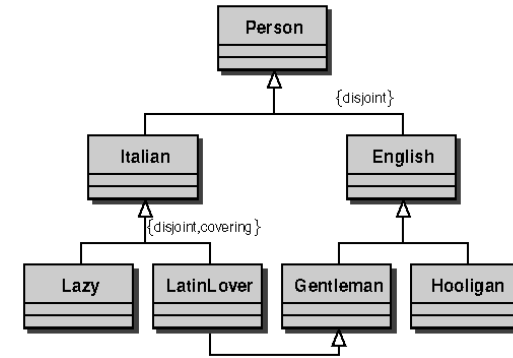 Person
{disjoint}
Italian
English
{disjoint,covering}
Lazy
LatinLover
Gentleman
Hooligan